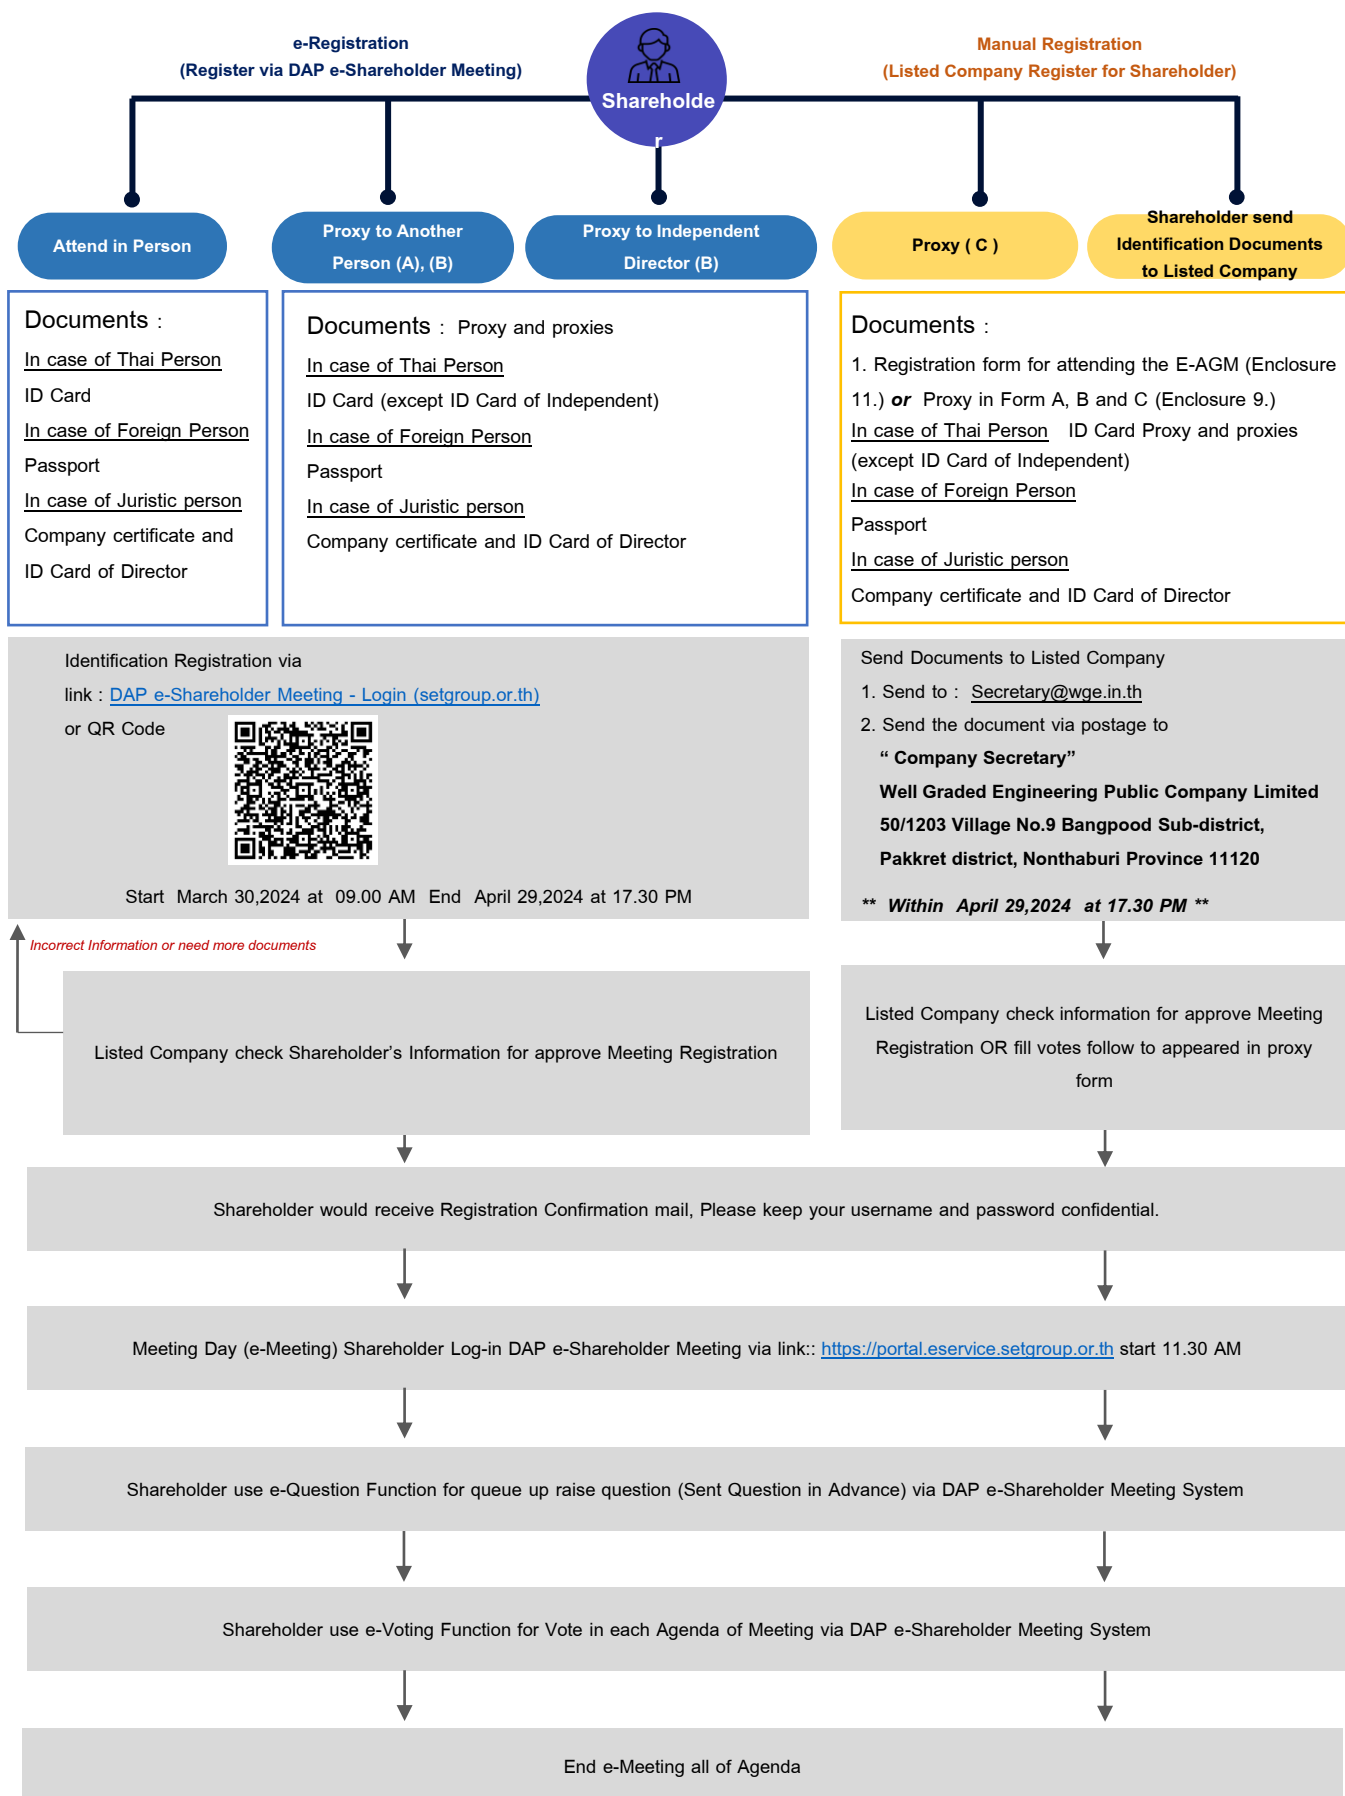 e-Registration
(Register via DAP e-Shareholder Meeting)
Shareholde
r
Manual Registration
(Listed Company Register for Shareholder)
Attend in Person
Proxy to Another
Person (A), (B)
Proxy to Independent
Director (B)
Proxy ( C )
Shareholder send
Identification Documents
to Listed Company
Documents :
In case of Thai Person
ID Card
In case of Foreign Person
Passport
In case of Juristic person
Company certificate and
ID Card of Director
Documents : Proxy and proxies
In case of Thai Person
ID Card (except ID Card of Independent)
In case of Foreign Person
Passport
In case of Juristic person
Company certificate and ID Card of Director
Documents :
1. Registration form for attending the E-AGM (Enclosure
11.) or Proxy in Form A, B and C (Enclosure 9.)
In case of Thai Person ID Card Proxy and proxies
(except ID Card of Independent)
In case of Foreign Person
Passport
In case of Juristic person
Company certificate and ID Card of Director
Identification Registration via
link : DAP e-Shareholder Meeting - Login (setgroup.or.th)
or QR Code
Start March 30,2024 at 09.00 AM End April 29,2024 at 17.30 PM
Send Documents to Listed Company
1. Send to : Secretary@wge.in.th
2. Send the document via postage to
“ Company Secretary”
Well Graded Engineering Public Company Limited
50/1203 Village No.9 Bangpood Sub-district,
Pakkret district, Nonthaburi Province 11120
** Within April 29,2024 at 17.30 PM **
Incorrect Information or need more documents
Listed Company check Shareholder’s Information for approve Meeting Registration
Listed Company check information for approve Meeting
Registration OR fill votes follow to appeared in proxy
form
Shareholder would receive Registration Confirmation mail, Please keep your username and password confidential.
Meeting Day (e-Meeting) Shareholder Log-in DAP e-Shareholder Meeting via link:: https://portal.eservice.setgroup.or.th start 11.30 AM
Shareholder use e-Question Function for queue up raise question (Sent Question in Advance) via DAP e-Shareholder Meeting System
Shareholder use e-Voting Function for Vote in each Agenda of Meeting via DAP e-Shareholder Meeting System
End e-Meeting all of Agenda